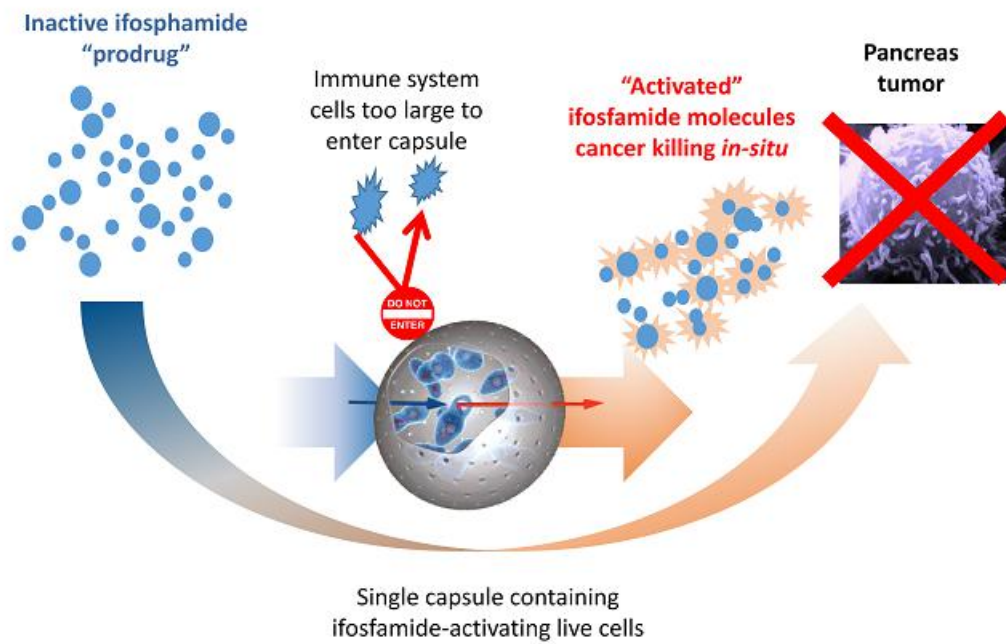 Inactive ifosphamide
“prodrug”
Immune system
cells too large to
enter capsule
“Activated”
ifosfamide molecules
cancer killing in-situ
Pancreas
tumor
DO NOT
ENTER
Single capsule containing
ifosfamide-activating live cells